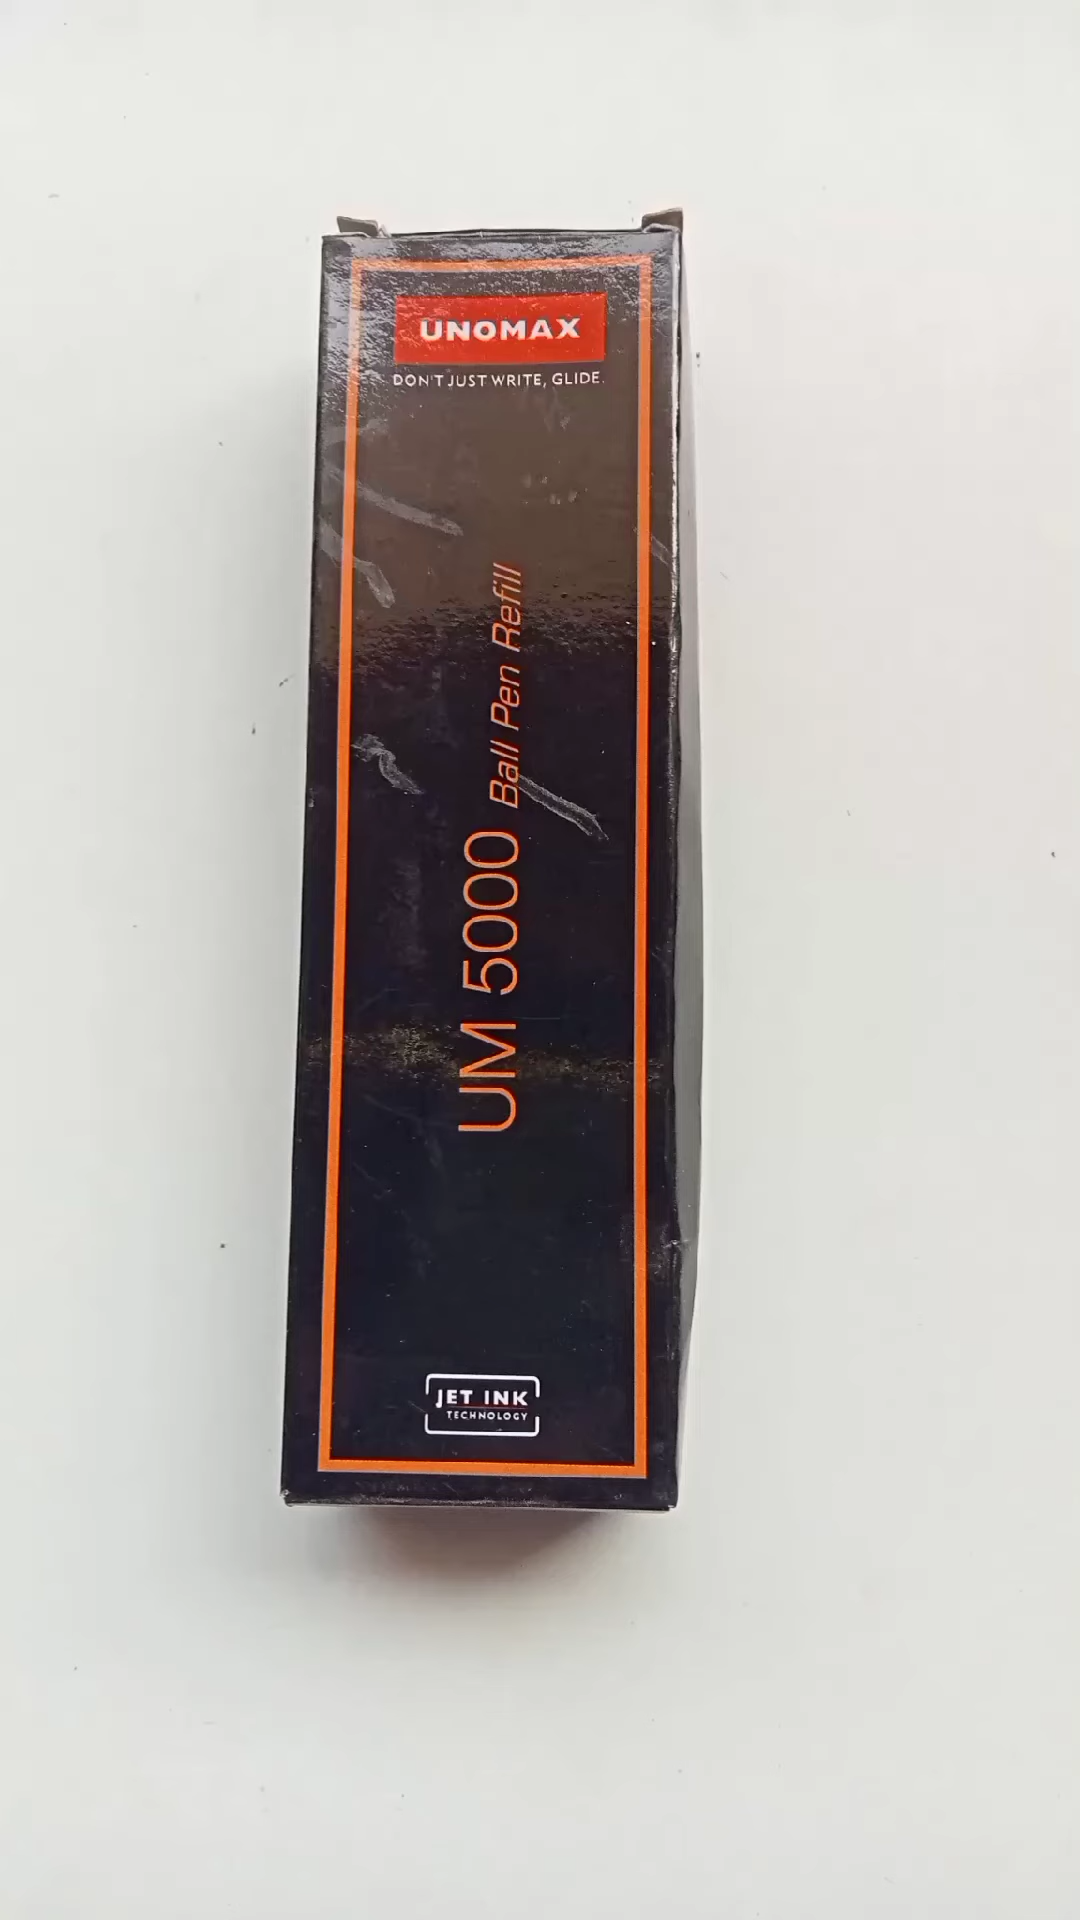 UNOMAX
DON'T JUST WRITE, GLIDE.
UM 5000 Ball Pen Refill
JET INK
TECHNOLOGY